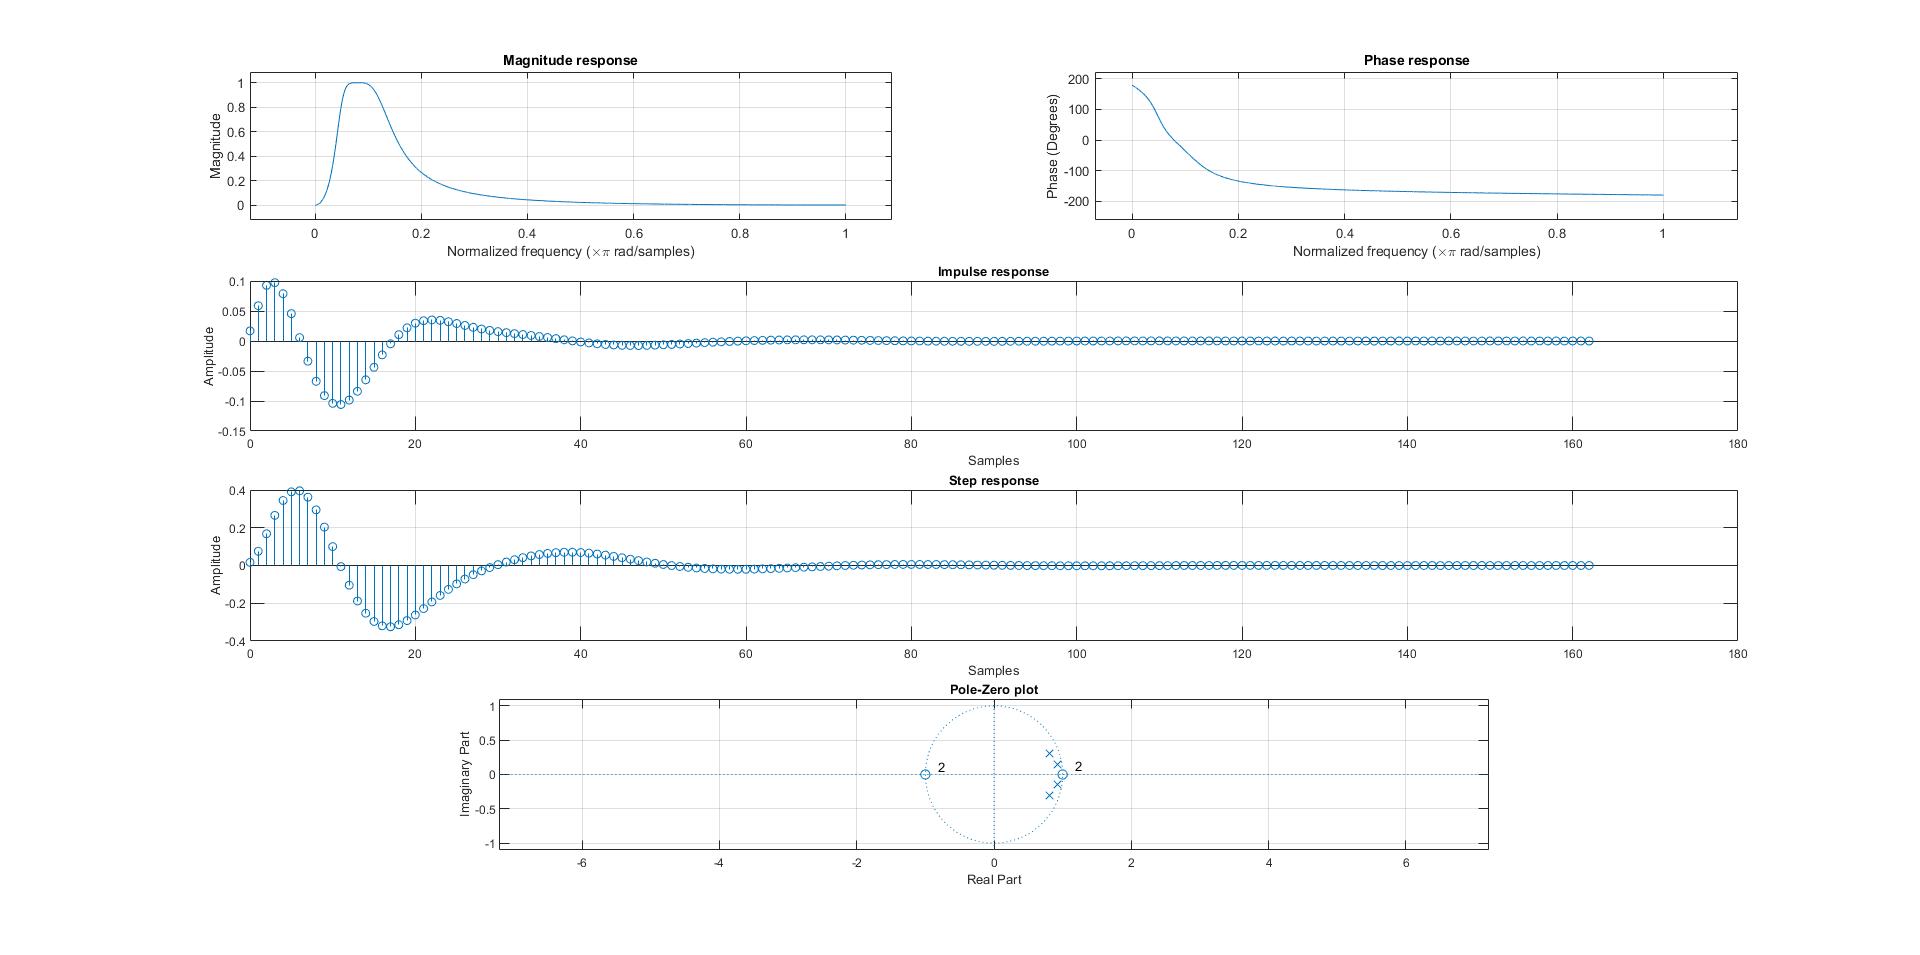 Magnitude response
Phase response
1
0.8
0.6
0.4
0.2
0
Magnitude
0 0.2 0.4 0.6 0.8 1
Normalized frequency (×π rad/samples)
200
100
0
-100
-200
Phase (Degrees)
0 0.2 0.4 0.6 0.8 1
Normalized frequency (×π rad/samples)
Impulse response
0.1
0.05
0
-0.05
-0.1
-0.15
Amplitude
0 20 40 60 80 100 120 140 160 180
Samples
Step response
0.4
0.2
0
-0.2
-0.4
Amplitude
0 20 40 60 80 100 120 140 160 180
Samples
Pole-Zero plot
1
0.5
0
-0.5
-1
Imaginary Part
2
2
-6 -4 -2 0 2 4 6
Real Part